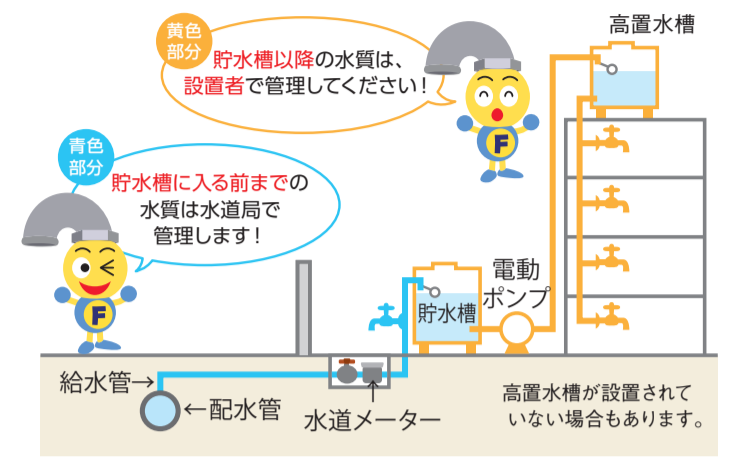 黄色
部分
貯水槽以降の水質は、
設置者で管理してください!
高置水槽
F
青色
部分
貯水槽に入る前までの
水質は水道局で
管理します!
F
電動
ポンプ
貯水槽
給水管→
←配水管
水道メーター
高置水槽が設置されて
いない場合もあります。